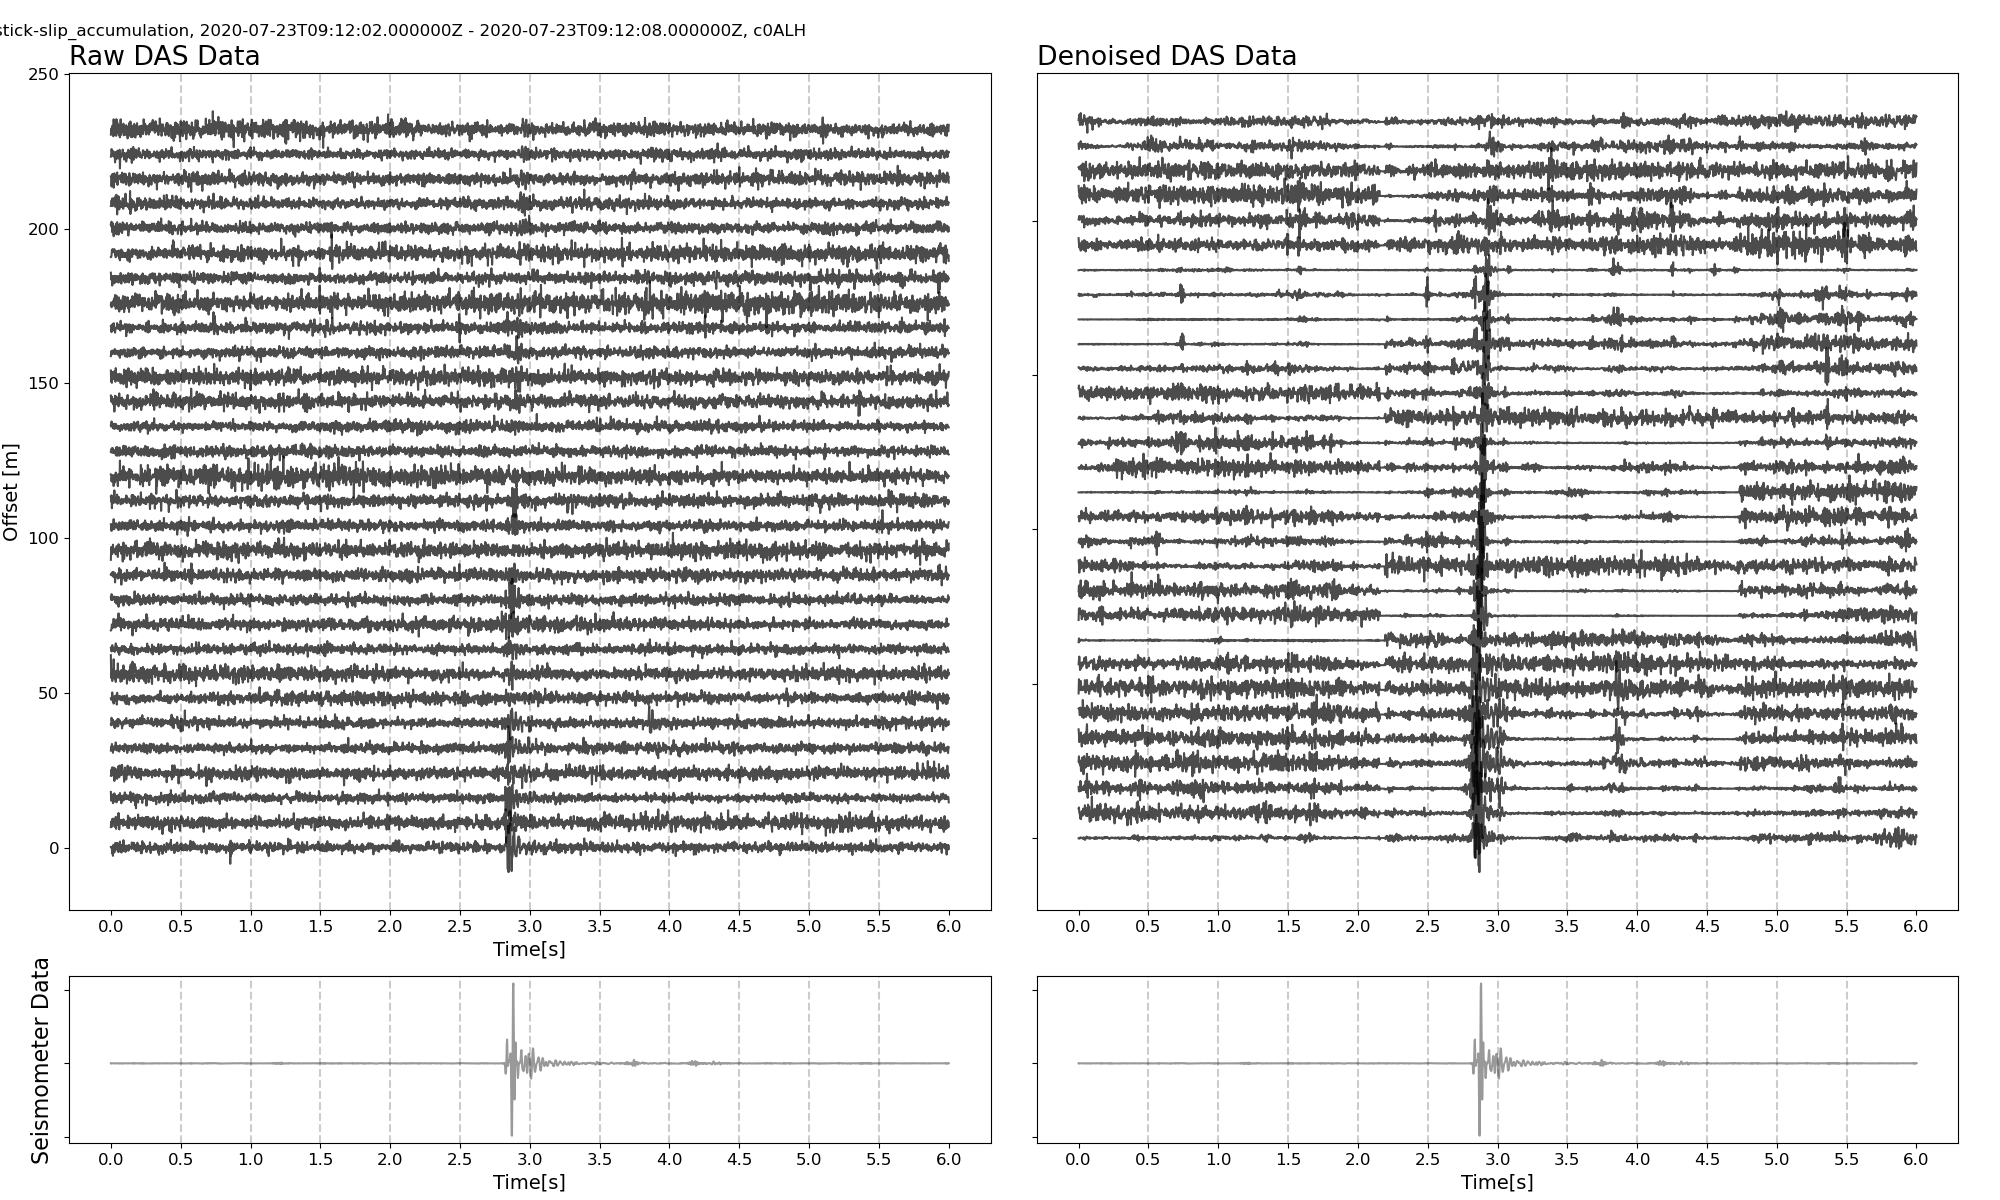 stick-slip_accumulation, 2020-07-23T09:12:02.000000Z - 2020-07-23T09:12:08.000000Z, c0ALH
Raw DAS Data
Denoised DAS Data
250
200
150
100
50
0
Offset [m]
0.0 0.5 1.0 1.5 2.0 2.5 3.0 3.5 4.0 4.5 5.0 5.5 6.0
Time[s]
0.0 0.5 1.0 1.5 2.0 2.5 3.0 3.5 4.0 4.5 5.0 5.5 6.0
Seismometer Data
0.0 0.5 1.0 1.5 2.0 2.5 3.0 3.5 4.0 4.5 5.0 5.5 6.0
Time[s]
0.0 0.5 1.0 1.5 2.0 2.5 3.0 3.5 4.0 4.5 5.0 5.5 6.0
Time[s]